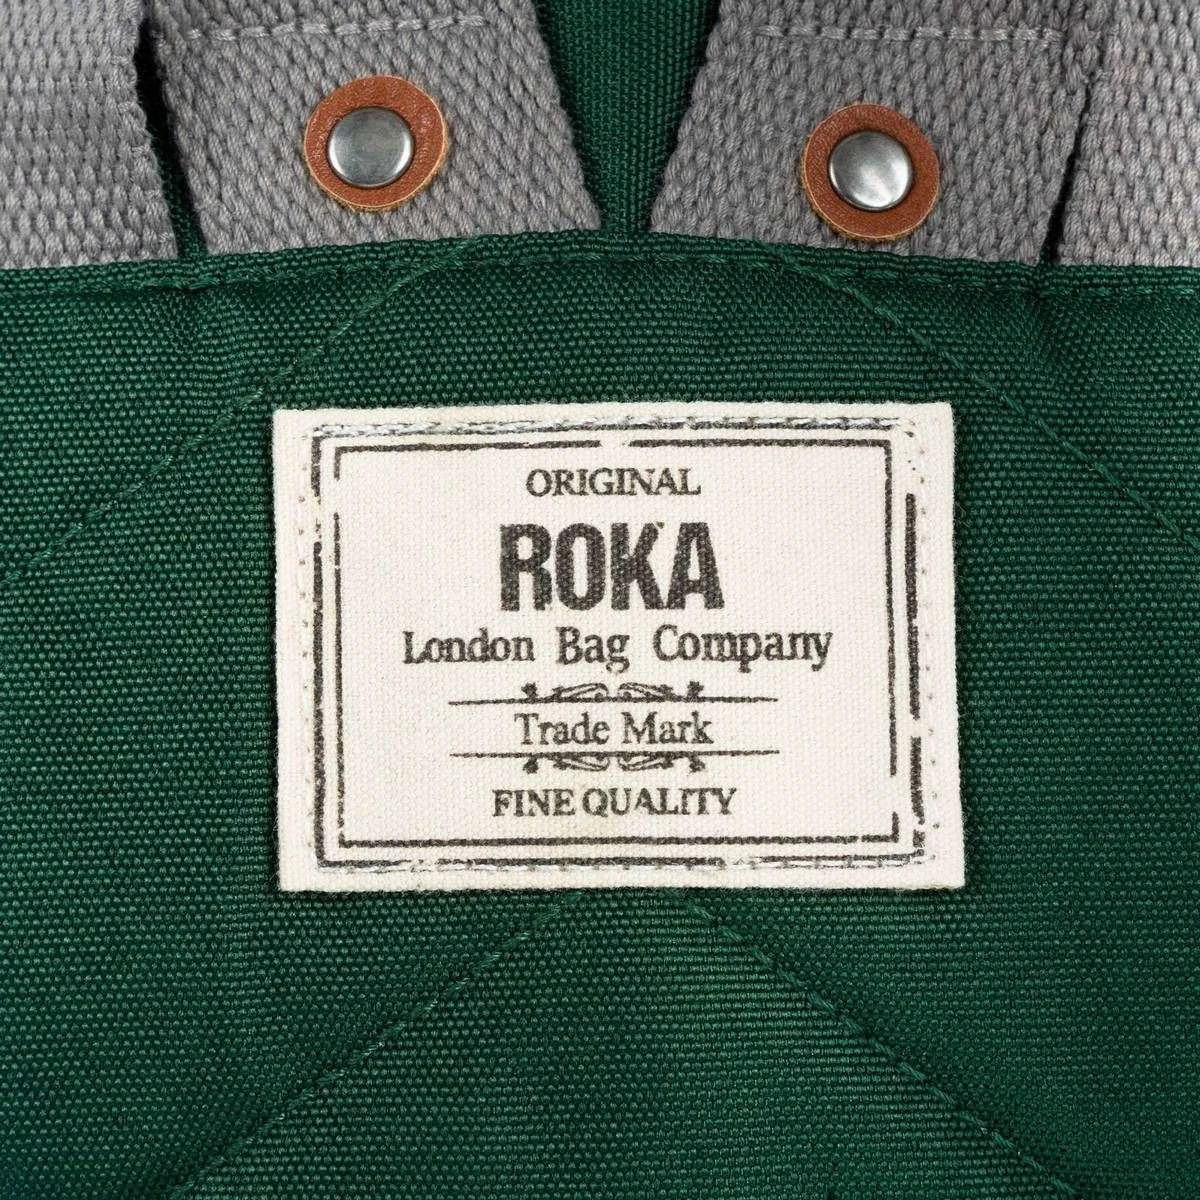 ORIGINAL
ROKA
London Bag Company
Trade Mark
FINE QUALITY